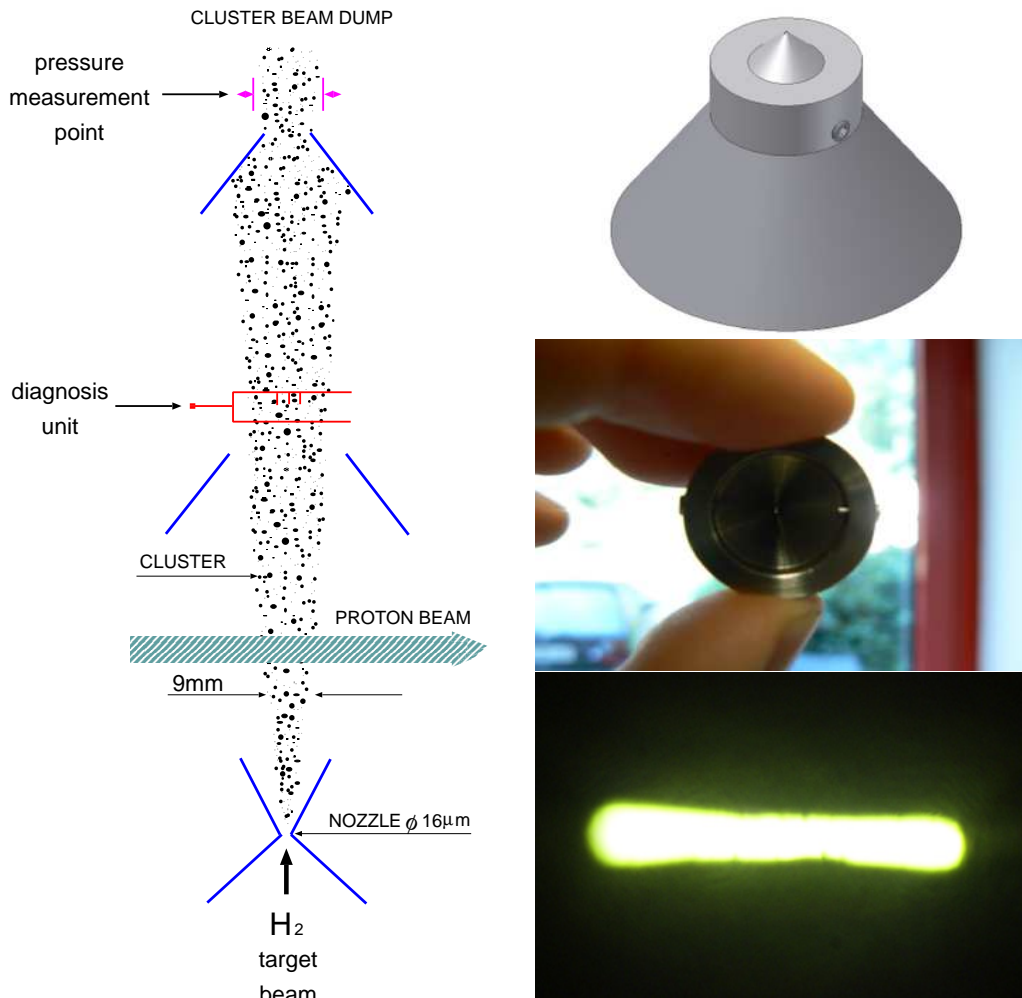 CLUSTER BEAM DUMP
pressure
measurement
point
diagnosis
unit
CLUSTER
PROTON BEAM
9mm
NOZZLE ϕ 16μm
H₂
target
beam